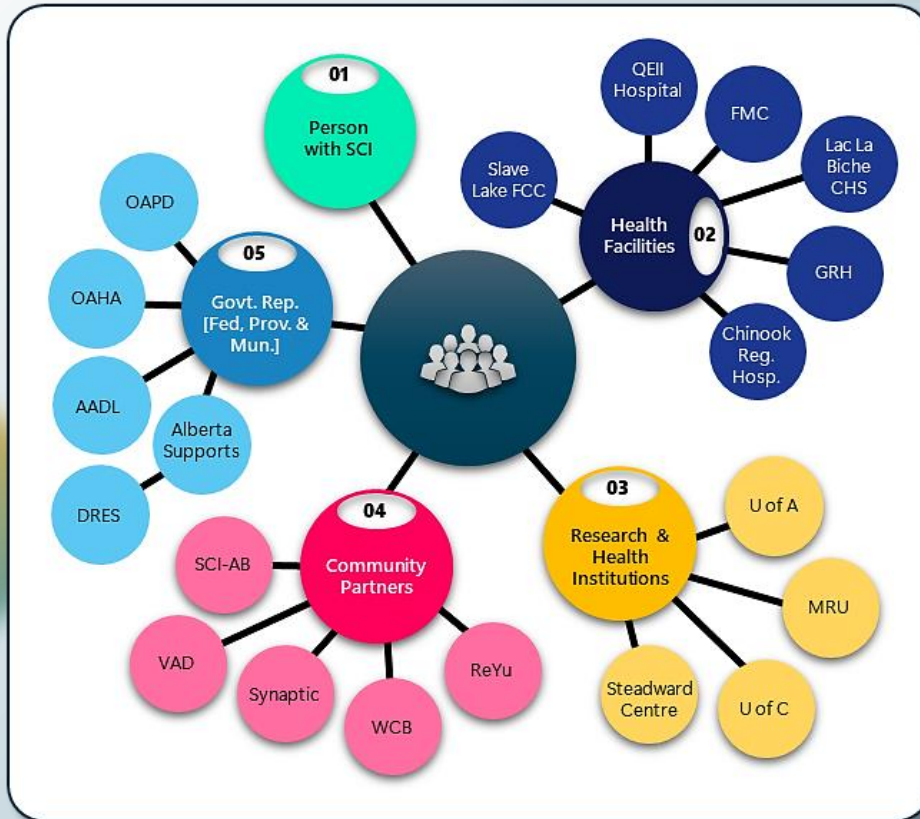 01
Person
with SCI
02
Health
Facilities
Slave
Lake FCC
QEII
Hospital
FMC
Lac La
Biche
CHS
GRH
Chinook
Reg.
Hosp.
03
Research &
Health
Institutions
U of A
MRU
U of C
Steadward
Centre
04
Community
Partners
ReYu
WCB
Synaptic
VAD
SCI-AB
05
Govt. Rep.
[Fed, Prov. &
Mun.]
OAPD
OAHA
AADL
Alberta
Supports
DRES